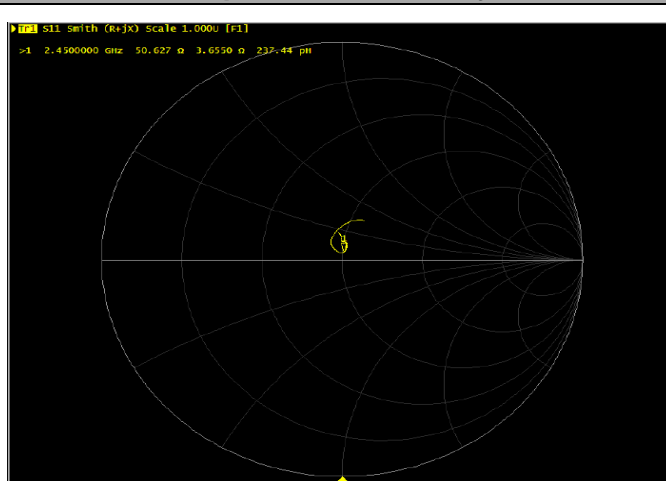 Tr1 S11 Smith (R+jX) Scale 1.000U [F1]
>1 2.4500000 GHz 50.627 Ω 3.6550 Ω 237.44 pH
1